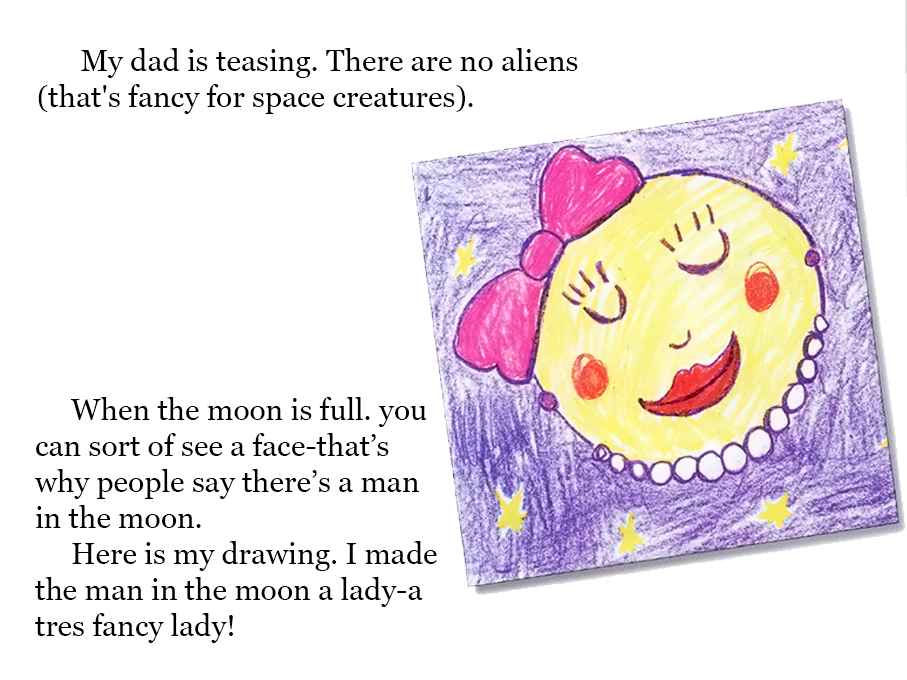 My dad is teasing. There are no aliens
(that's fancy for space creatures).
When the moon is full. you
can sort of see a face-that’s
why people say there’s a man
in the moon.
Here is my drawing. I made
the man in the moon a lady-a
tres fancy lady!